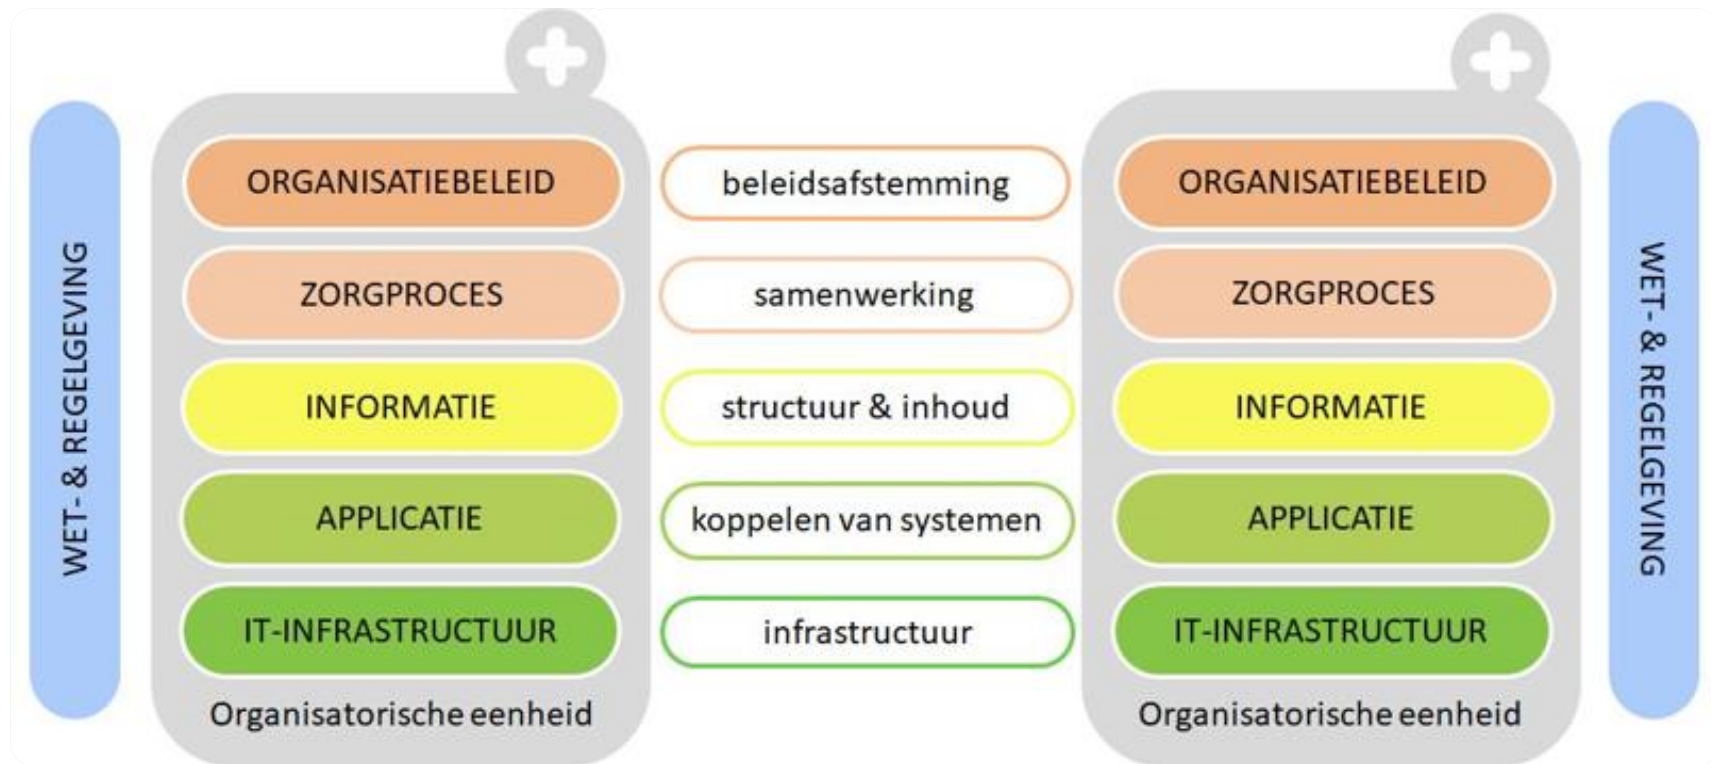 WET- & REGELGEVING
ORGANISATIEBELEID
ZORGPROCES
INFORMATIE
APPLICATIE
IT-INFRASTRUCTUUR
Organisatorische eenheid
beleidsafstemming
samenwerking
structuur & inhoud
koppelen van systemen
infrastructuur
ORGANISATIEBELEID
ZORGPROCES
INFORMATIE
APPLICATIE
IT-INFRASTRUCTUUR
Organisatorische eenheid
WET- & REGELGEVING